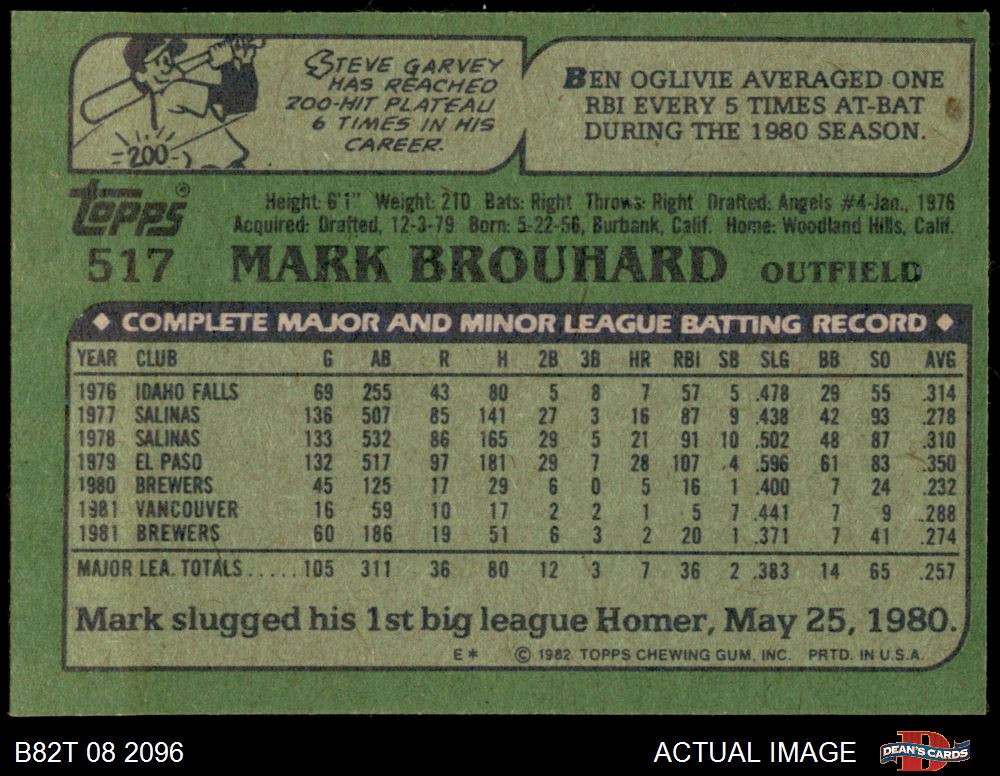 STEVE GARVEY
HAS REACHED
200-HIT PLATEAU
6 TIMES IN HIS
CAREER.
-200-
BEN OGLIVIE AVERAGED ONE
RBI EVERY 5 TIMES AT-BAT
DURING THE 1980 SEASON.
Topps®
Height: 6'1" Weight: 210 Bats: Right Throws: Right Drafted: Angels #4-Jan., 1976
Acquired: Drafted, 12-3-79 Born: 5-22-56, Burbank, Calif. Home: Woodland Hills, Calif.
517 MARK BROUHARD OUTFIELD
◆ COMPLETE MAJOR AND MINOR LEAGUE BATTING RECORD ◆
YEAR CLUB G AB R H 2B 3B HR RBI SB SLG BB SO AVG
1976 IDAHO FALLS 69 255 43 80 5 8 7 57 5 .478 29 55 .314
1977 SALINAS 136 507 85 141 27 3 16 87 9 .438 42 93 .278
1978 SALINAS 133 532 86 165 29 5 21 91 10 .502 48 87 .310
1979 EL PASO 132 517 97 181 29 7 28 107 4 .596 61 83 .350
1980 BREWERS 45 125 17 29 6 0 5 16 1 .400 7 24 .232
1981 VANCOUVER 16 59 10 17 2 2 1 5 7 .441 7 9 .288
1981 BREWERS 60 186 19 51 6 3 2 20 1 .371 7 41 .274
MAJOR LEA. TOTALS ..... 105 311 36 80 12 3 7 36 2 .383 14 65 .257
Mark slugged his 1st big league Homer, May 25, 1980.
E* © 1982 TOPPS CHEWING GUM, INC. PRTD. IN U.S.A.
B82T 08 2096 ACTUAL IMAGE DEAN'S CARDS